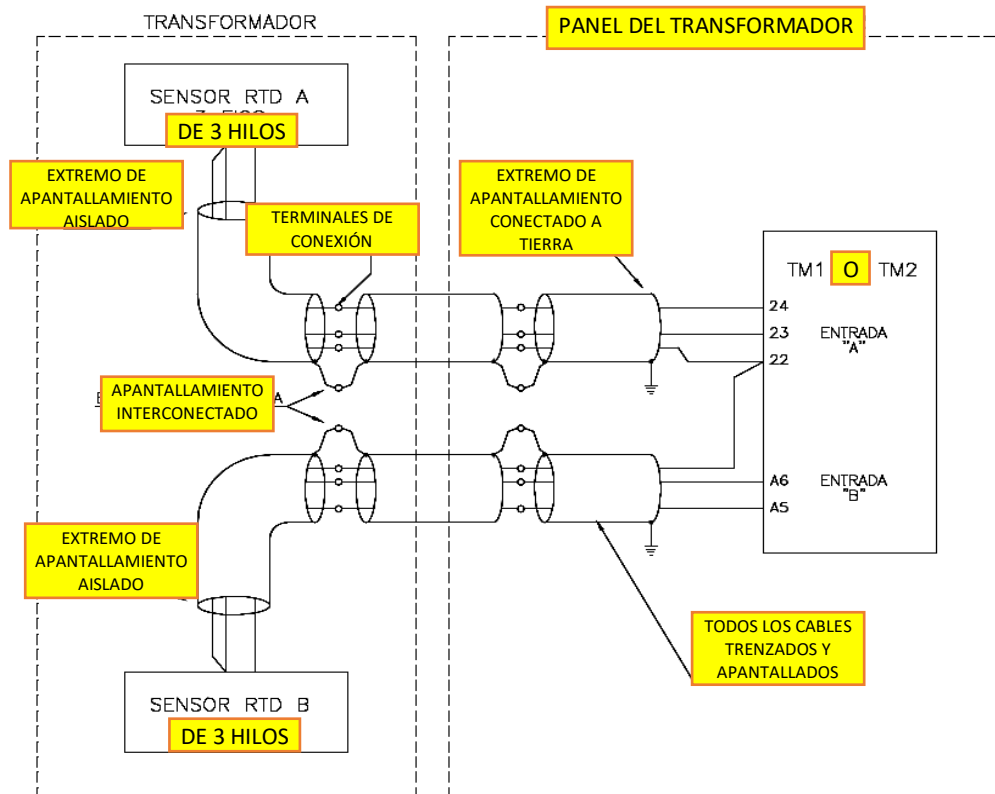 TRANSFORMADOR
PANEL DEL TRANSFORMADOR
SENSOR RTD A
DE 3 HILOS
EXTREMO DE
APANTALLAMIENTO
AISLADO
TERMINALES DE
CONEXIÓN
EXTREMO DE
APANTALLAMIENTO
CONECTADO A
TIERRA
TM1 O TM2
24
23
22
ENTRADA
"A"
APANTALLAMIENTO
INTERCONECTADO
A6
A5
ENTRADA
"B"
EXTREMO DE
APANTALLAMIENTO
AISLADO
TODOS LOS CABLES
TRENZADOS Y
APANTALLADOS
SENSOR RTD B
DE 3 HILOS